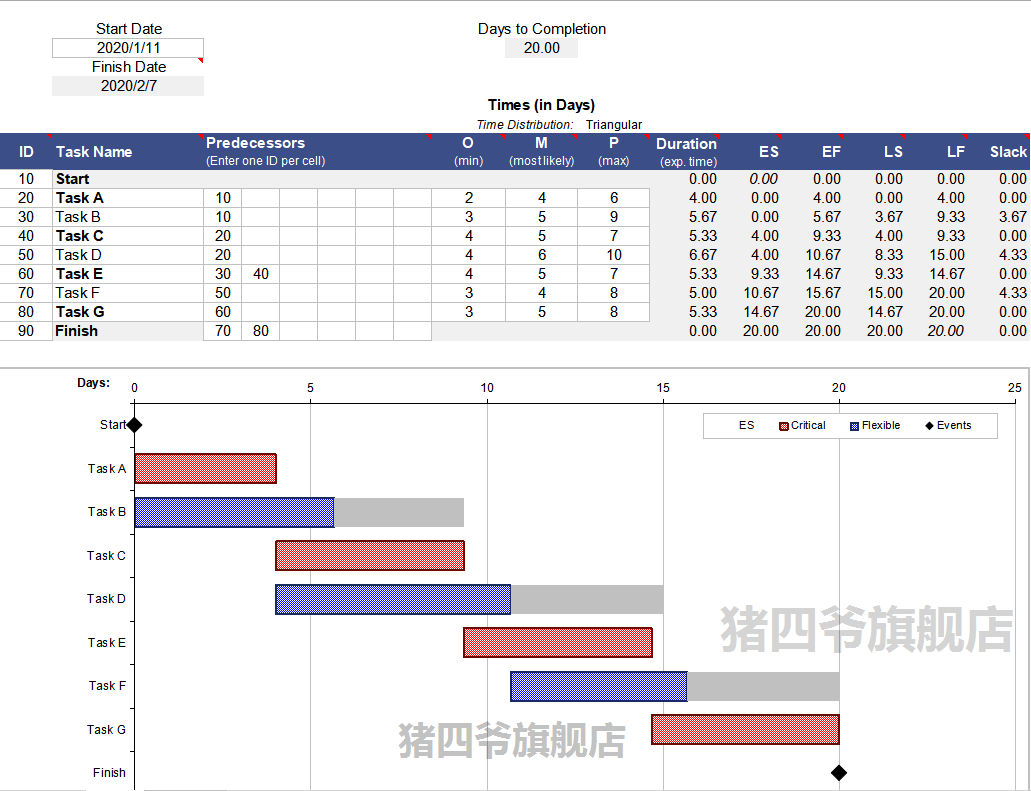 Start Date
Days to Completion
2020/1/11
20.00
Finish Date
2020/2/7
Times (in Days)
Time Distribution: Triangular
ID Task Name Predecessors (Enter one ID per cell) O (min) M (most likely) P (max) Duration (exp. time) ES EF LS LF Slack
10 Start 0.00 0.00 0.00 0.00 0.00 0.00
20 Task A 10 2 4 6 4.00 0.00 4.00 0.00 4.00 0.00
30 Task B 10 3 5 9 5.67 0.00 5.67 3.67 9.33 3.67
40 Task C 20 4 5 7 5.33 4.00 9.33 4.00 9.33 0.00
50 Task D 20 4 6 10 6.67 4.00 10.67 8.33 15.00 4.33
60 Task E 30 40 4 5 7 5.33 9.33 14.67 9.33 14.67 0.00
70 Task F 50 3 4 8 5.00 10.67 15.67 15.00 20.00 4.33
80 Task G 60 3 5 8 5.33 14.67 20.00 14.67 20.00 0.00
90 Finish 70 80 0.00 20.00 20.00 20.00 20.00 0.00
Days: 0 5 10 15 20 25
Start
ES Critical Flexible Events
Task A
Task B
Task C
Task D
Task E
猪四爷旗舰店
Task F
Task G
猪四爷旗舰店
Finish